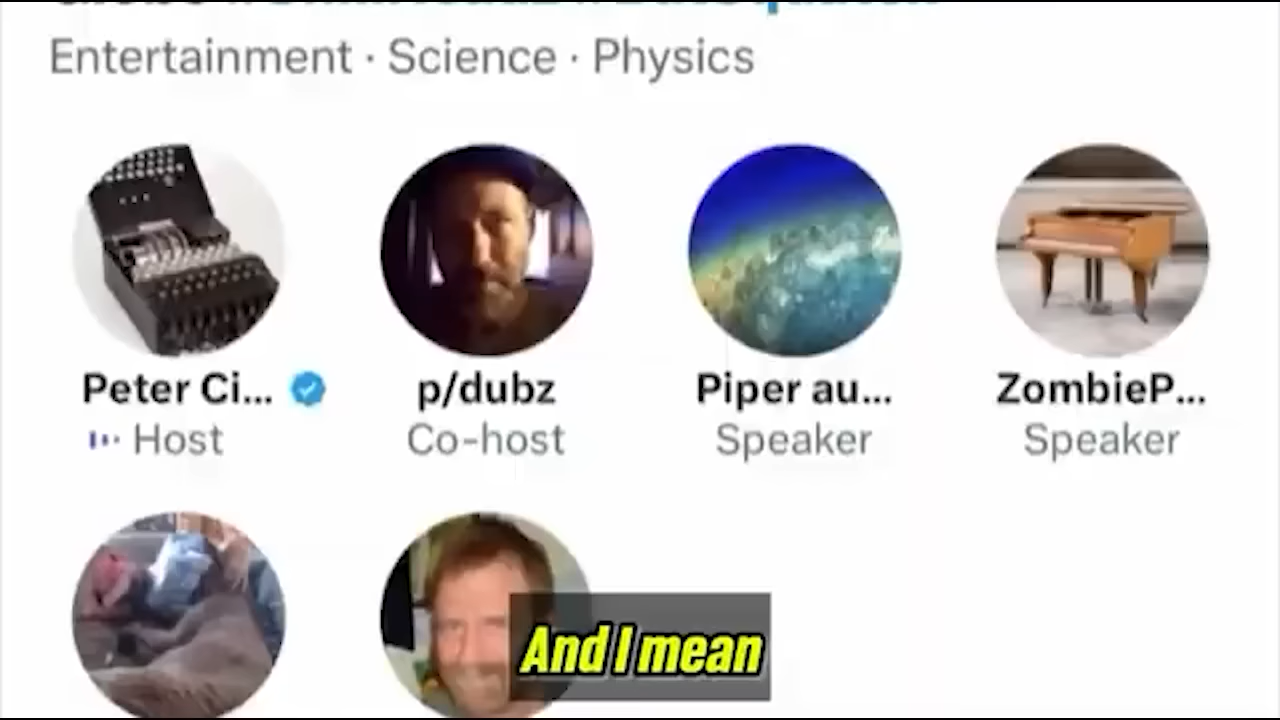 Entertainment · Science · Physics
Peter Ci...
p/dubz
Piper au...
ZombieP...
Host
Co-host
Speaker
Speaker
And I mean